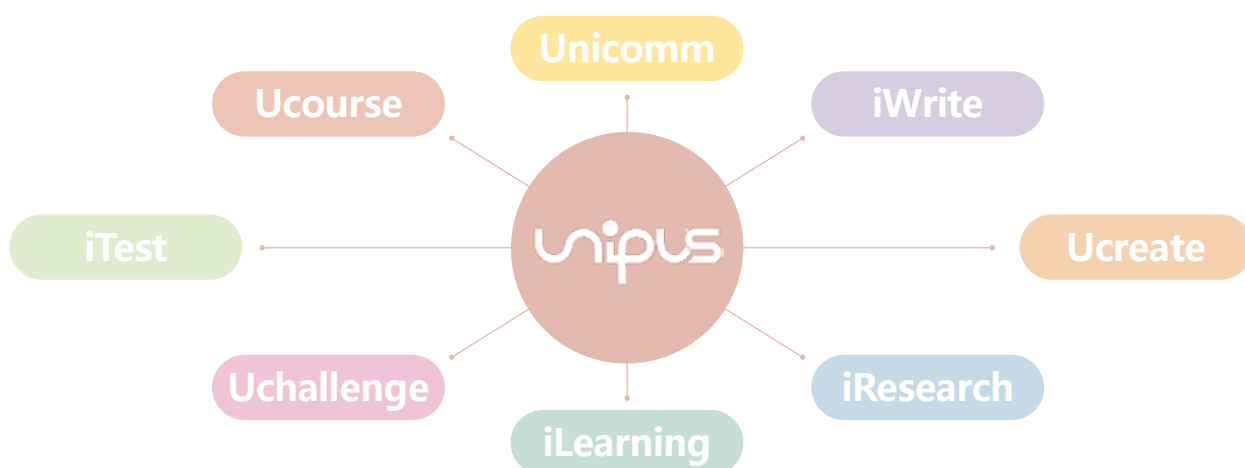 Unicomm
Ucourse
iWrite
iTest
unipus
Ucreate
Uchallenge
iResearch
iLearning